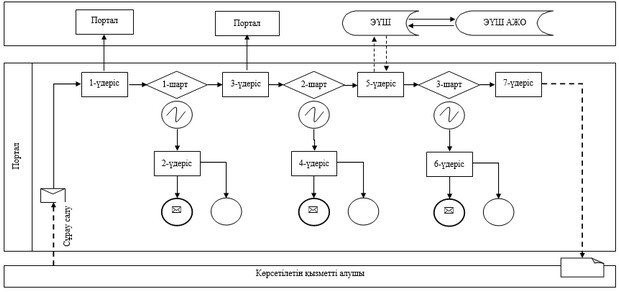 Портал
Портал
ЭҮШ
ЭҮШ АЖО
1-үдеріс
1-шарт
3-үдеріс
2-шарт
5-үдеріс
3-шарт
7-үдеріс
2-үдеріс
4-үдеріс
6-үдеріс
Портал
Сұрау салу
Көрсетілетін қызметті алушы